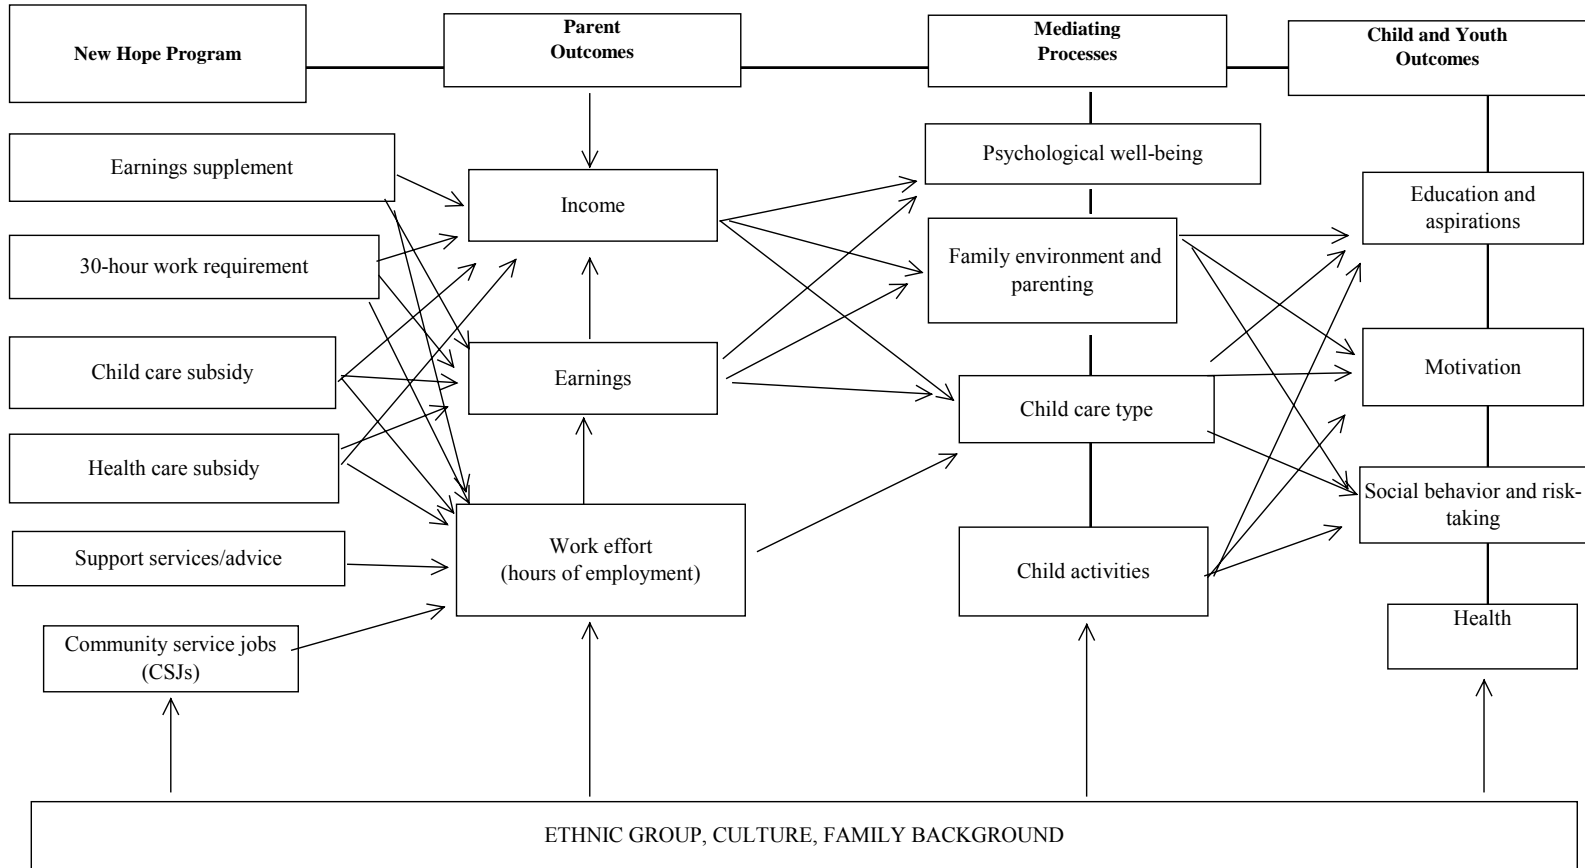 New Hope Program
Parent
Outcomes
Mediating
Processes
Child and Youth
Outcomes
Earnings supplement
30-hour work requirement
Child care subsidy
Health care subsidy
Support services/advice
Community service jobs
(CSJs)
Income
Earnings
Work effort
(hours of employment)
Psychological well-being
Family environment and
parenting
Child care type
Child activities
Education and
aspirations
Motivation
Social behavior and risk-
taking
Health
ETHNIC GROUP, CULTURE, FAMILY BACKGROUND